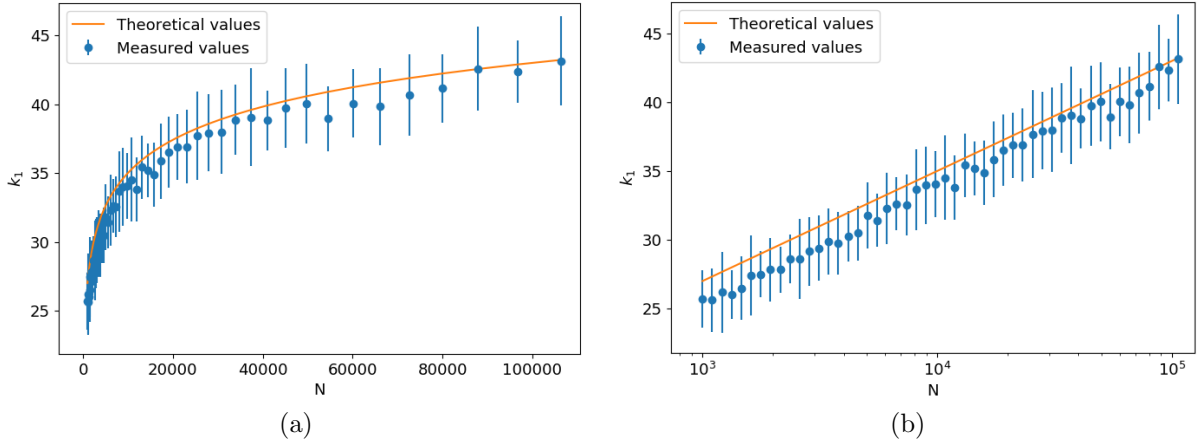 Theoretical values
Measured values
45
40
35
30
25
k₁
0
20000
40000
60000
80000
100000
N
(a)
Theoretical values
Measured values
45
40
35
30
25
k₁
10³
10⁴
10⁵
N
(b)